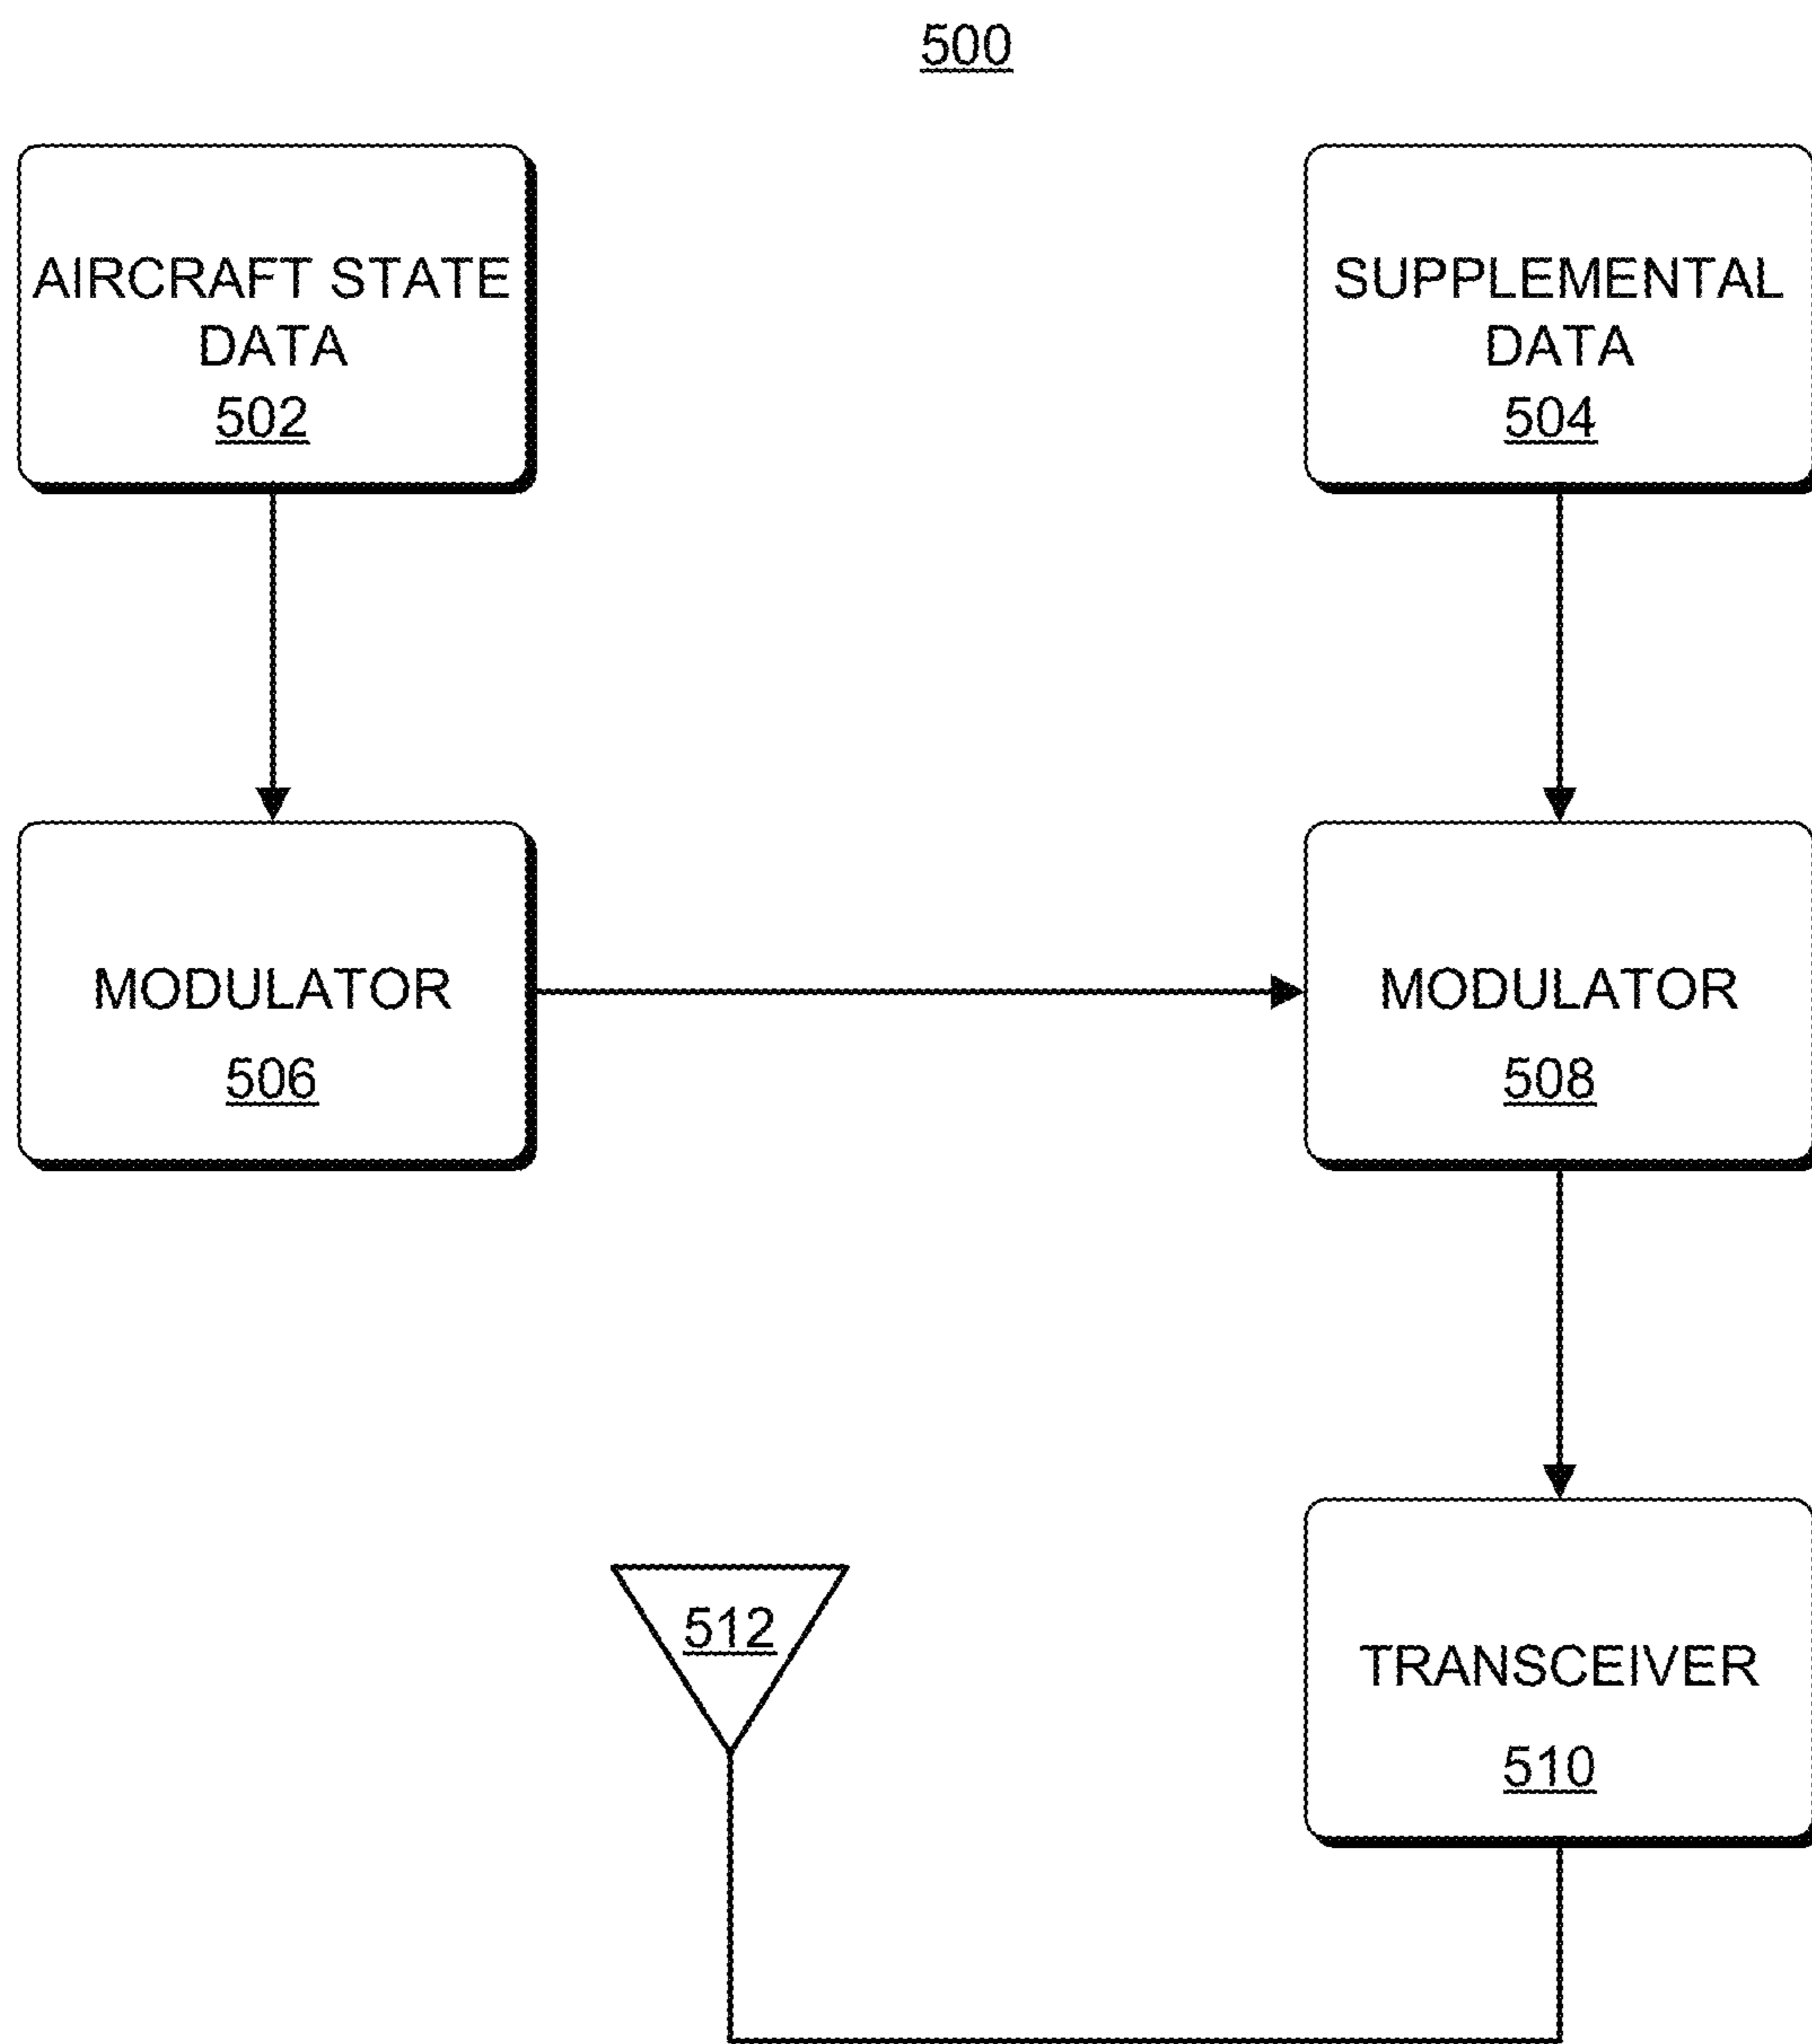 500
AIRCRAFT STATE
DATA
502
SUPPLEMENTAL
DATA
504
MODULATOR
506
MODULATOR
508
512
TRANSCEIVER
510